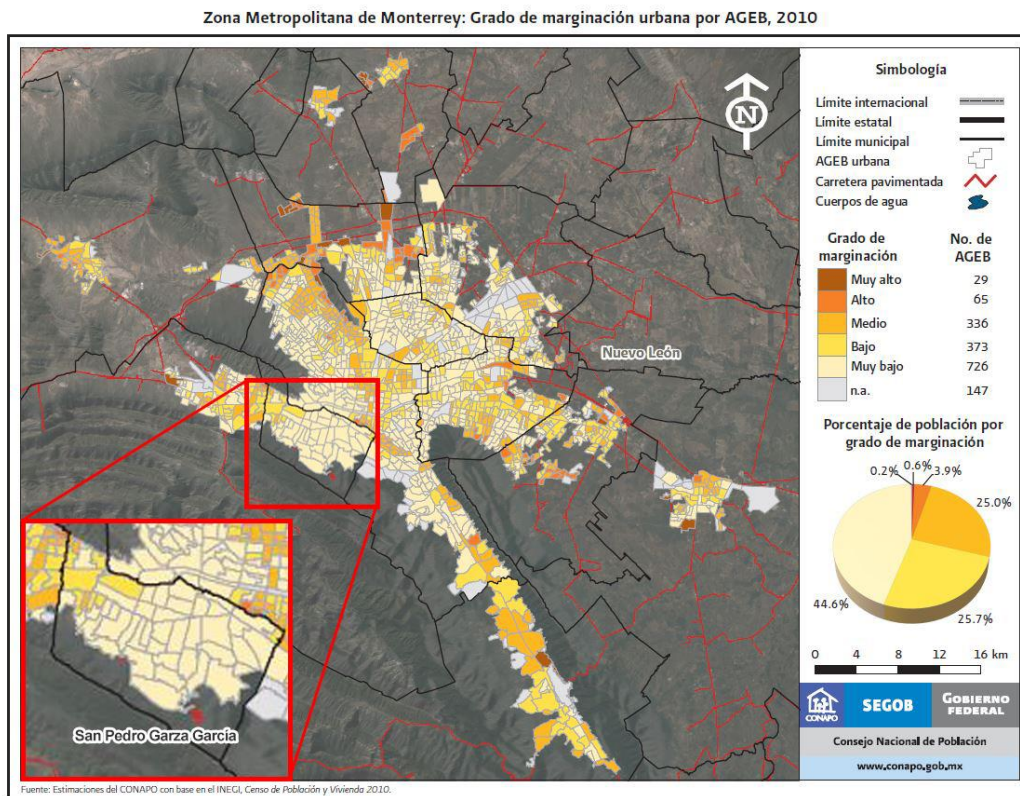 Zona Metropolitana de Monterrey: Grado de marginación urbana por AGEB, 2010
Nuevo León
San Pedro Garza García
N
Simbología
Límite internacional
Límite estatal
Límite municipal
AGEB urbana
Carretera pavimentada
Cuerpos de agua
Grado de No. de
marginación AGEB
Muy alto 29
Alto 65
Medio 336
Bajo 373
Muy bajo 726
n.a. 147
Porcentaje de población por
grado de marginación
0.2% 0.6% 3.9%
25.0%
44.6%
25.7%
0 4 8 12 16 km
CONAPO SEGOB GOBIERNO
FEDERAL
Consejo Nacional de Población
www.conapo.gob.mx
Fuente: Estimaciones del CONAPO con base en el INEGI, Censo de Población y Vivienda 2010.